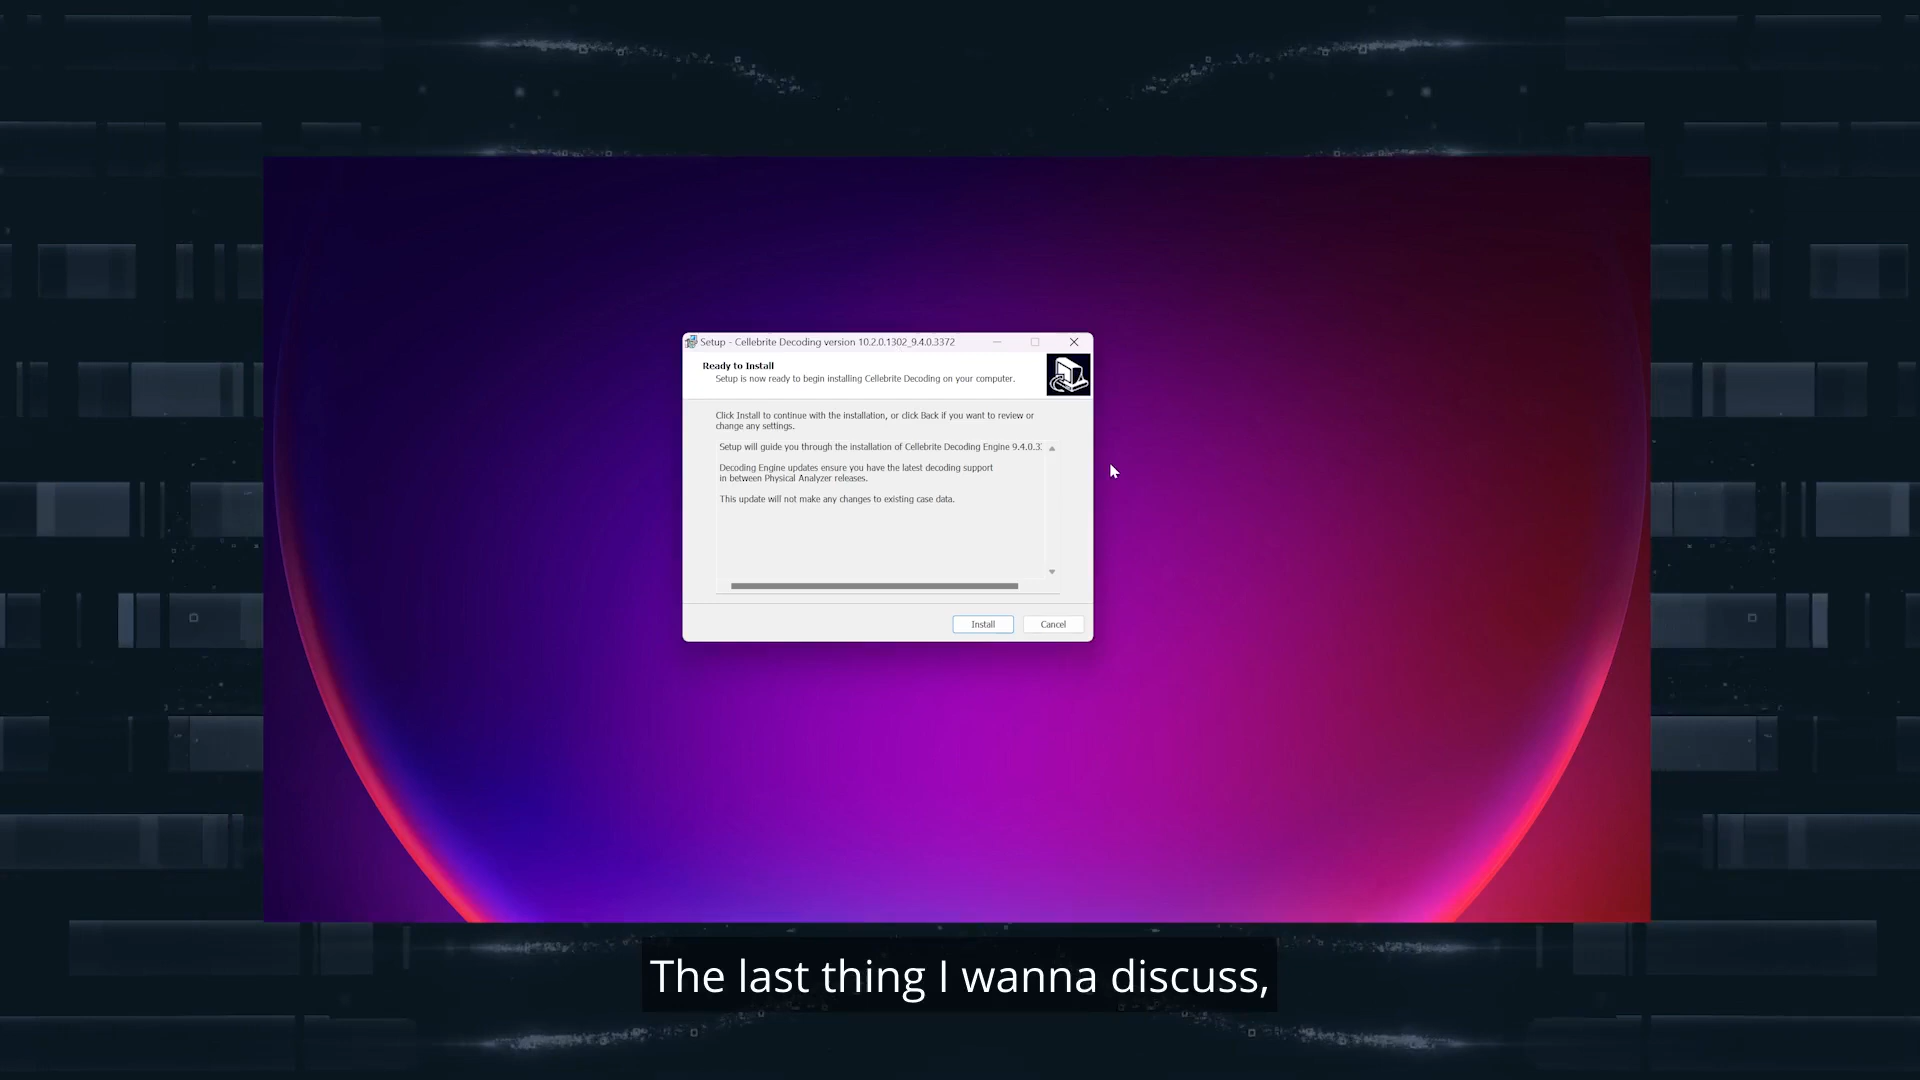 Setup - Cellebrite Decoding version 10.2.0.1302_9.4.0.3372
Ready to Install
Setup is now ready to begin installing Cellebrite Decoding on your computer.
Click Install to continue with the installation, or click Back if you want to review or
change any settings.
Setup will guide you through the installation of Cellebrite Decoding Engine 9.4.0.3
Decoding Engine updates ensure you have the latest decoding support
in between Physical Analyzer releases.
This update will not make any changes to existing case data.
Install
Cancel
The last thing I wanna discuss,